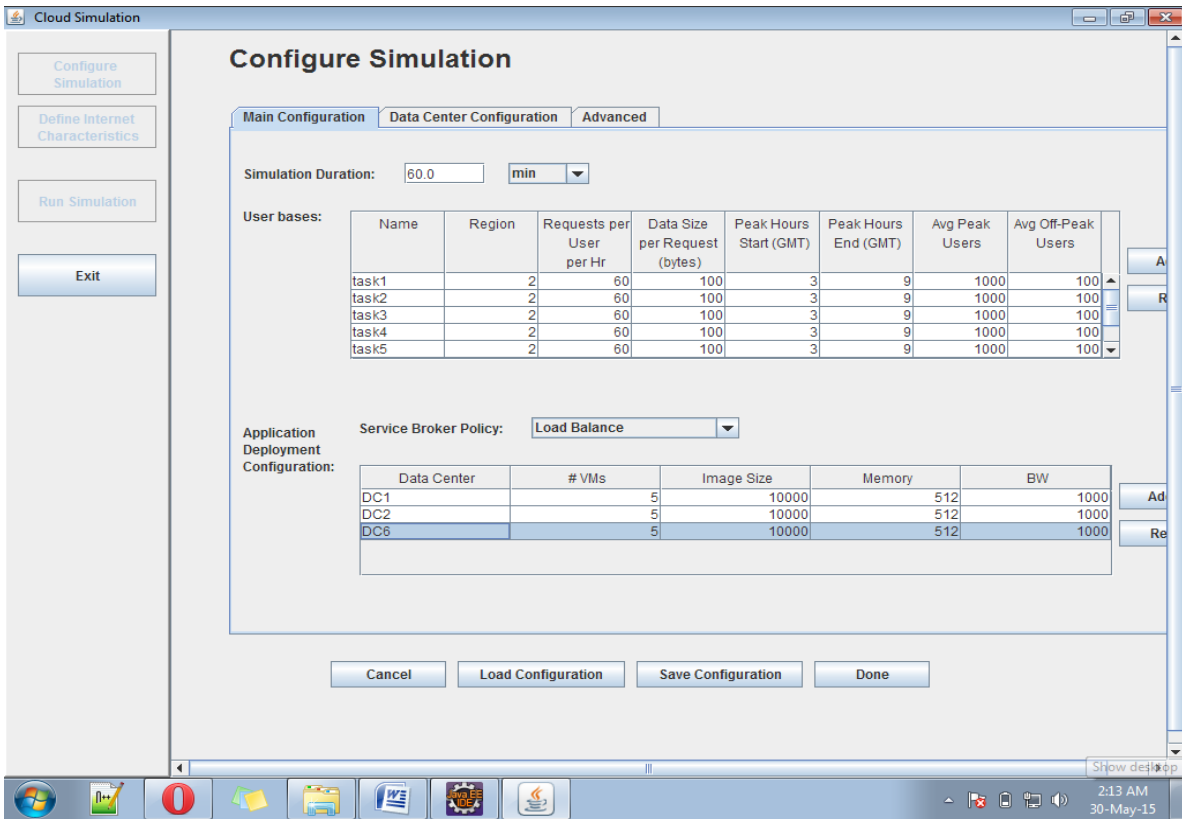 Cloud Simulation
Configure
Simulation
Define Internet
Characteristics
Run Simulation
Exit
Configure Simulation
Main Configuration Data Center Configuration Advanced
Simulation Duration: 60.0 min
User bases:
Name Region Requests per User per Hr Data Size per Request (bytes) Peak Hours Start (GMT) Peak Hours End (GMT) Avg Peak Users Avg Off-Peak Users
task1 2 60 100 3 9 1000 100
task2 2 60 100 3 9 1000 100
task3 2 60 100 3 9 1000 100
task4 2 60 100 3 9 1000 100
task5 2 60 100 3 9 1000 100
A
R
Application
Deployment
Configuration:
Service Broker Policy: Load Balance
Data Center # VMs Image Size Memory BW
DC1 5 10000 512 1000
DC2 5 10000 512 1000
DC6 5 10000 512 1000
Ad
Re
Cancel Load Configuration Save Configuration Done
Show desktop
Java EE
IDE
2:13 AM
30-May-15